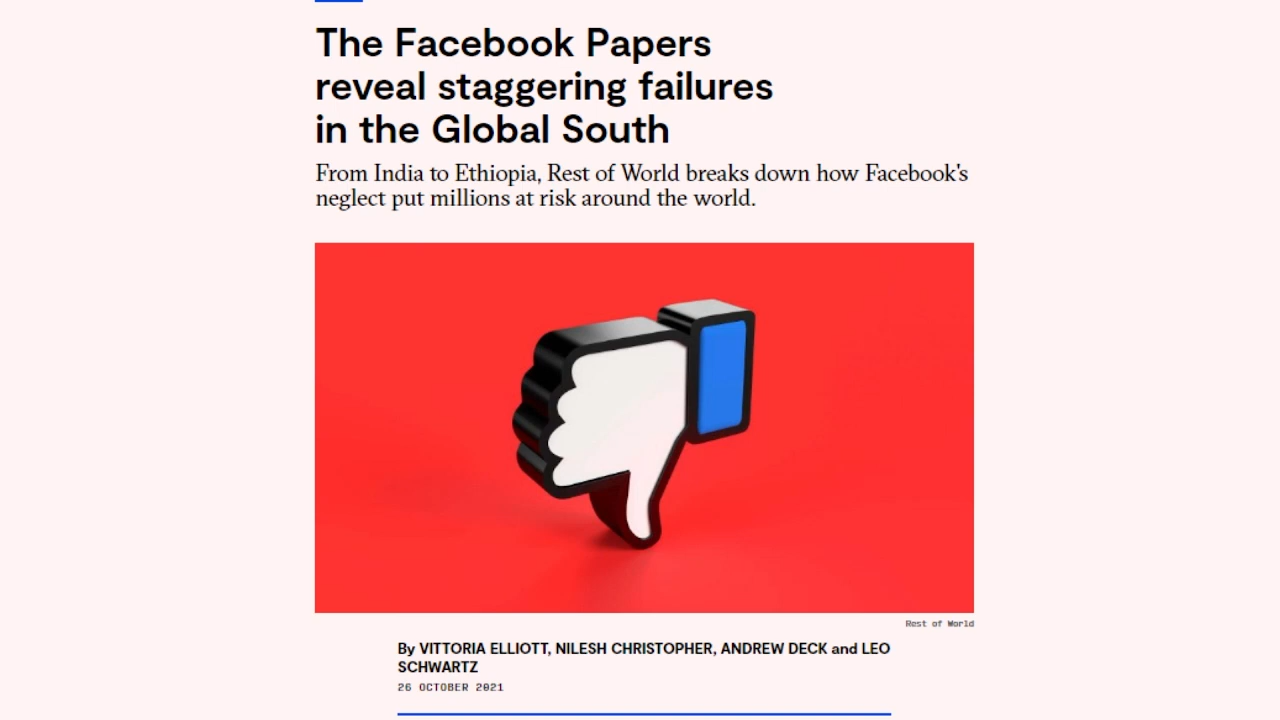 The Facebook Papers
reveal staggering failures
in the Global South
From India to Ethiopia, Rest of World breaks down how Facebook's
neglect put millions at risk around the world.
Rest of World
By VITTORIA ELLIOTT, NILESH CHRISTOPHER, ANDREW DECK and LEO
SCHWARTZ
26 OCTOBER 2021